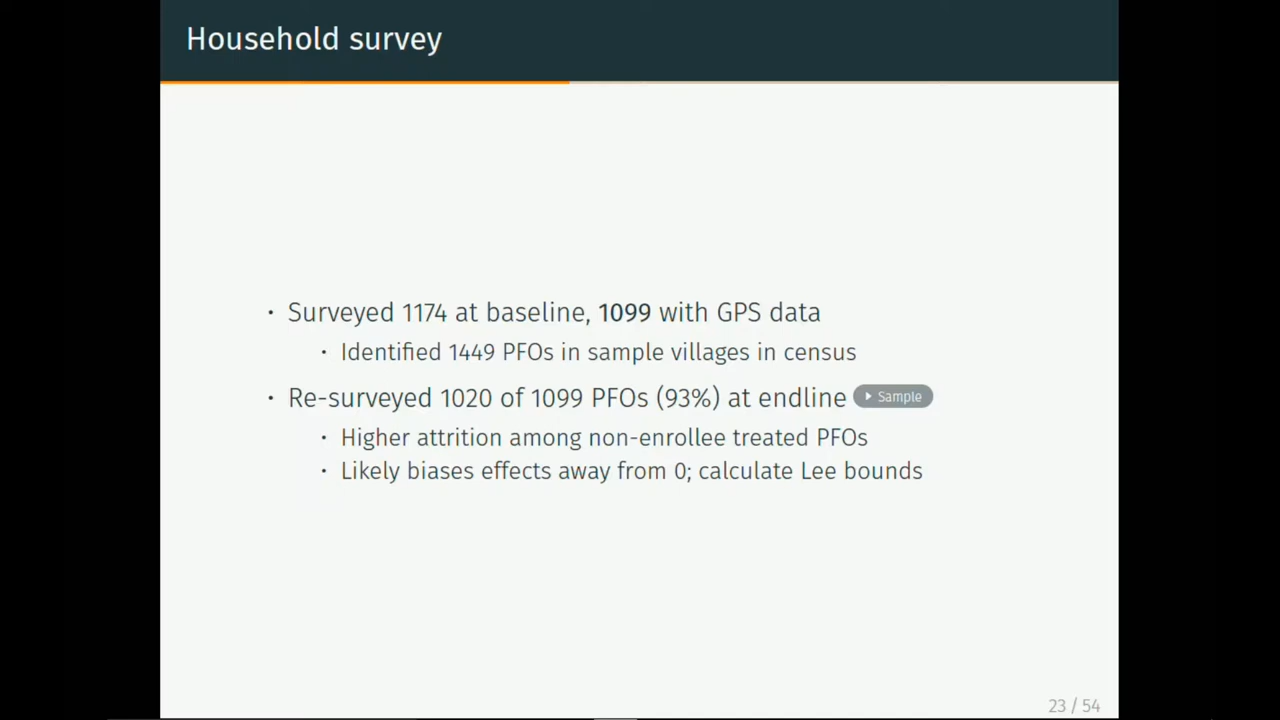 Household survey
• Surveyed 1174 at baseline, 1099 with GPS data
• Identified 1449 PFOs in sample villages in census
• Re-surveyed 1020 of 1099 PFOs (93%) at endline ▶ Sample
• Higher attrition among non-enrollee treated PFOs
• Likely biases effects away from 0; calculate Lee bounds
23 / 54